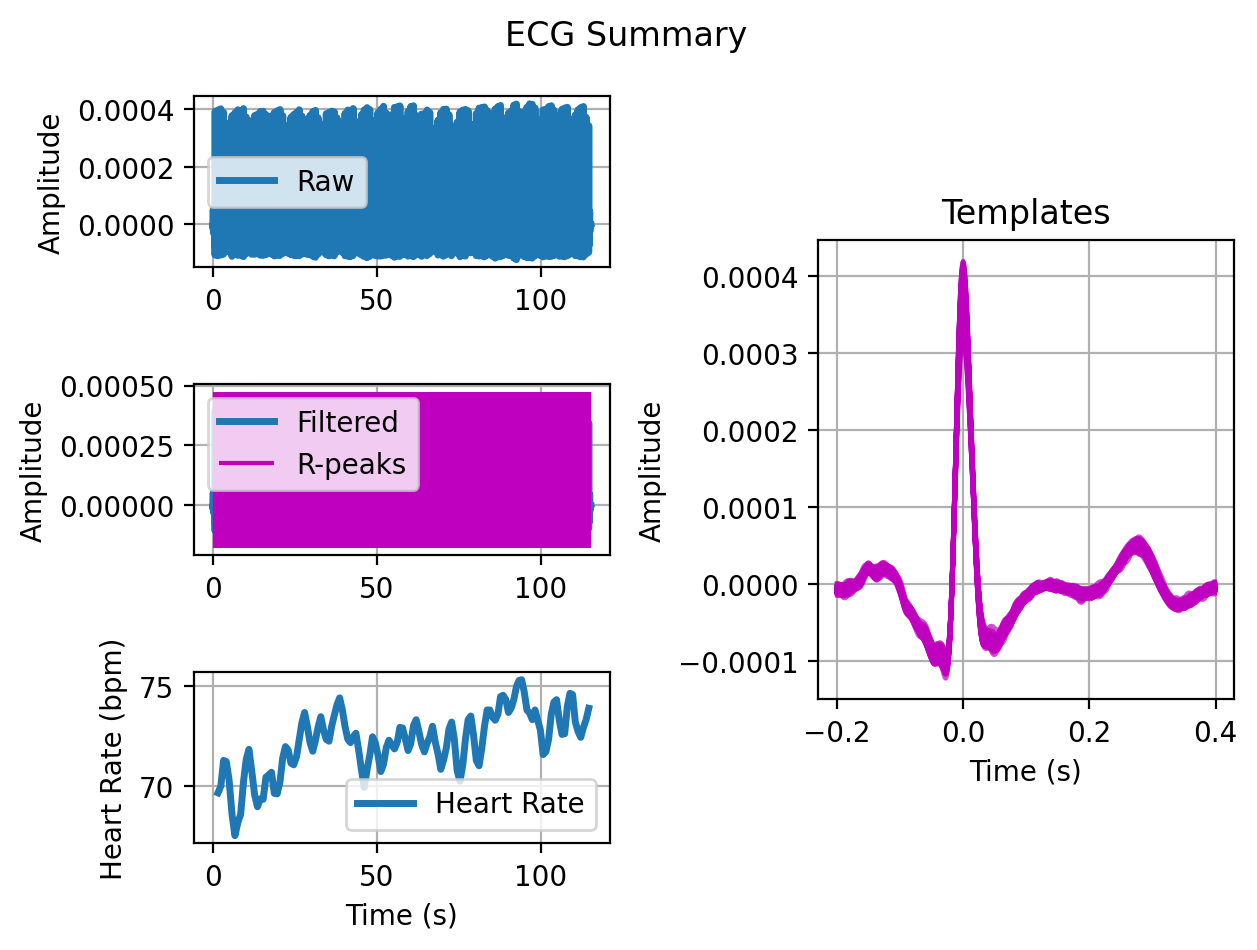 ECG Summary
Amplitude
0.0004
0.0002
0.0000
Raw
0
50
100
Amplitude
0.00050
0.00025
0.00000
Filtered
R-peaks
0
50
100
Heart Rate (bpm)
75
70
Heart Rate
0
50
100
Time (s)
Templates
Amplitude
0.0004
0.0003
0.0002
0.0001
0.0000
−0.0001
−0.2
0.0
0.2
0.4
Time (s)